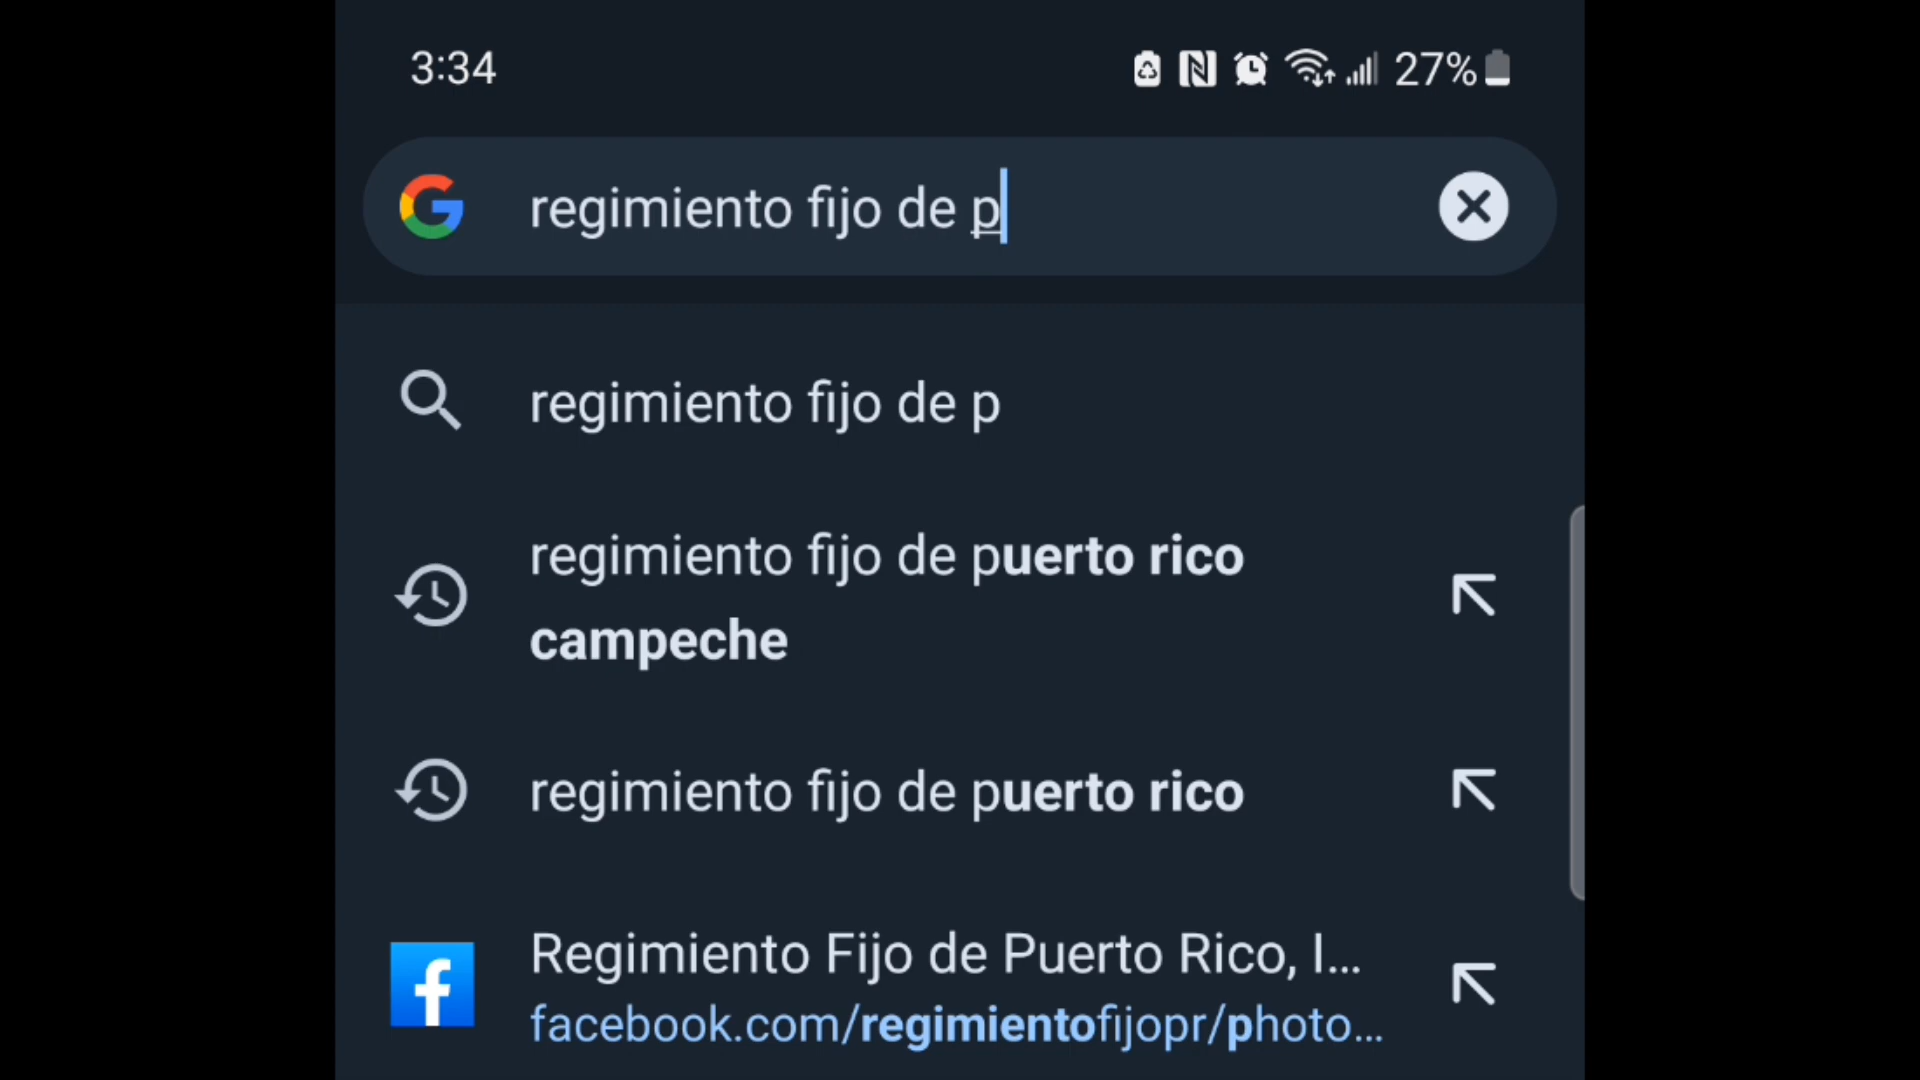 3:34
27%
regimiento fijo de p
regimiento fijo de p
regimiento fijo de puerto rico
campeche
regimiento fijo de puerto rico
Regimiento Fijo de Puerto Rico, I...
facebook.com/regimientofijopr/photo...